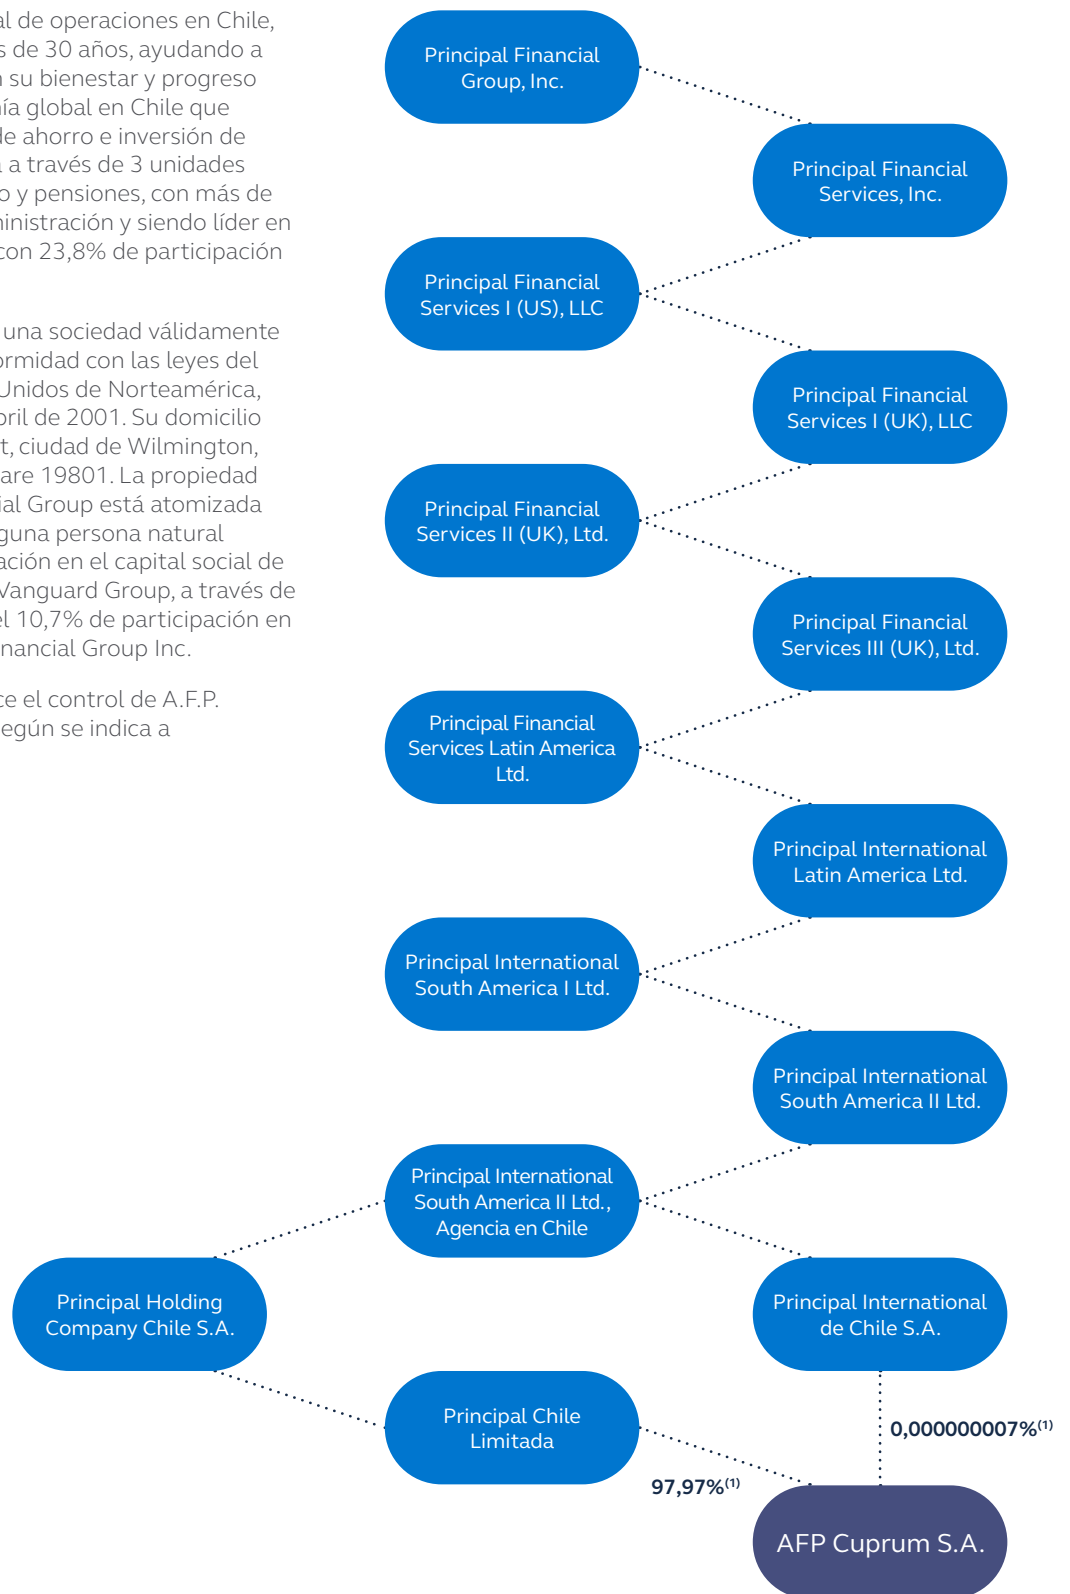 al de operaciones en Chile,
s de 30 años, ayudando a
n su bienestar y progreso
ía global en Chile que
de ahorro e inversión de
a a través de 3 unidades
o y pensiones, con más de
ministración y siendo líder en
con 23,8% de participación
una sociedad válidamente
ormidad con las leyes del
Unidos de Norteamérica,
bril de 2001. Su domicilio
t, ciudad de Wilmington,
are 19801. La propiedad
ial Group está atomizada
guna persona natural
ación en el capital social de
Vanguard Group, a través de
el 10,7% de participación en
inancial Group Inc.
ce el control de A.F.P.
egún se indica a
Principal Financial
Group, Inc.
Principal Financial
Services, Inc.
Principal Financial
Services I (US), LLC
Principal Financial
Services I (UK), LLC
Principal Financial
Services II (UK), Ltd.
Principal Financial
Services III (UK), Ltd.
Principal Financial
Services Latin America
Ltd.
Principal International
Latin America Ltd.
Principal International
South America I Ltd.
Principal International
South America II Ltd.
Principal International
South America II Ltd.,
Agencia en Chile
Principal Holding
Company Chile S.A.
Principal International
de Chile S.A.
Principal Chile
Limitada
0,000000007%(1)
97,97%(1)
AFP Cuprum S.A.